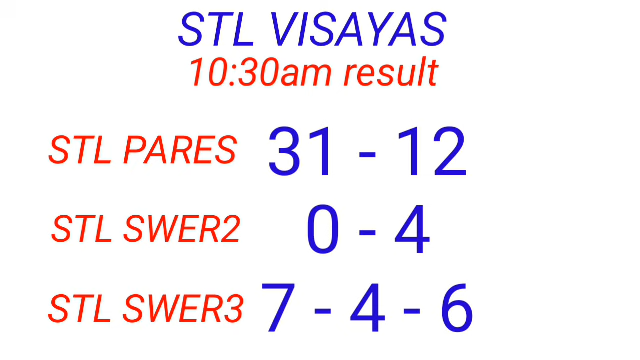 STL VISAYAS
10:30am result
STL PARES 31 - 12
STL SWER2 0 - 4
STL SWER3 7 - 4 - 6